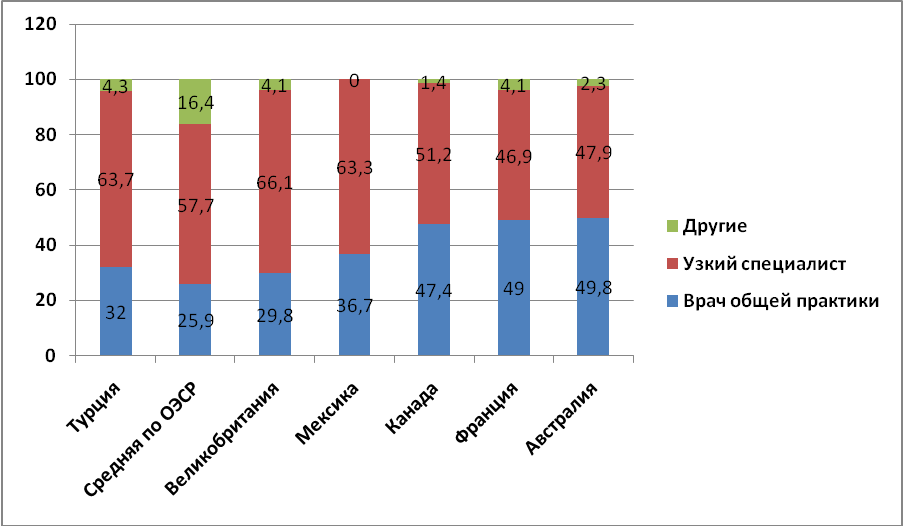 120
100
80
60
40
20
0
4,3
16,4
4,1
0
1,4
4,1
2,3
63,7
57,7
66,1
63,3
51,2
46,9
47,9
32
25,9
29,8
36,7
47,4
49
49,8
Турция
Средняя по ОЭСР
Великобритания
Мексика
Канада
Франция
Австралия
Другие
Узкий специалист
Врач общей практики